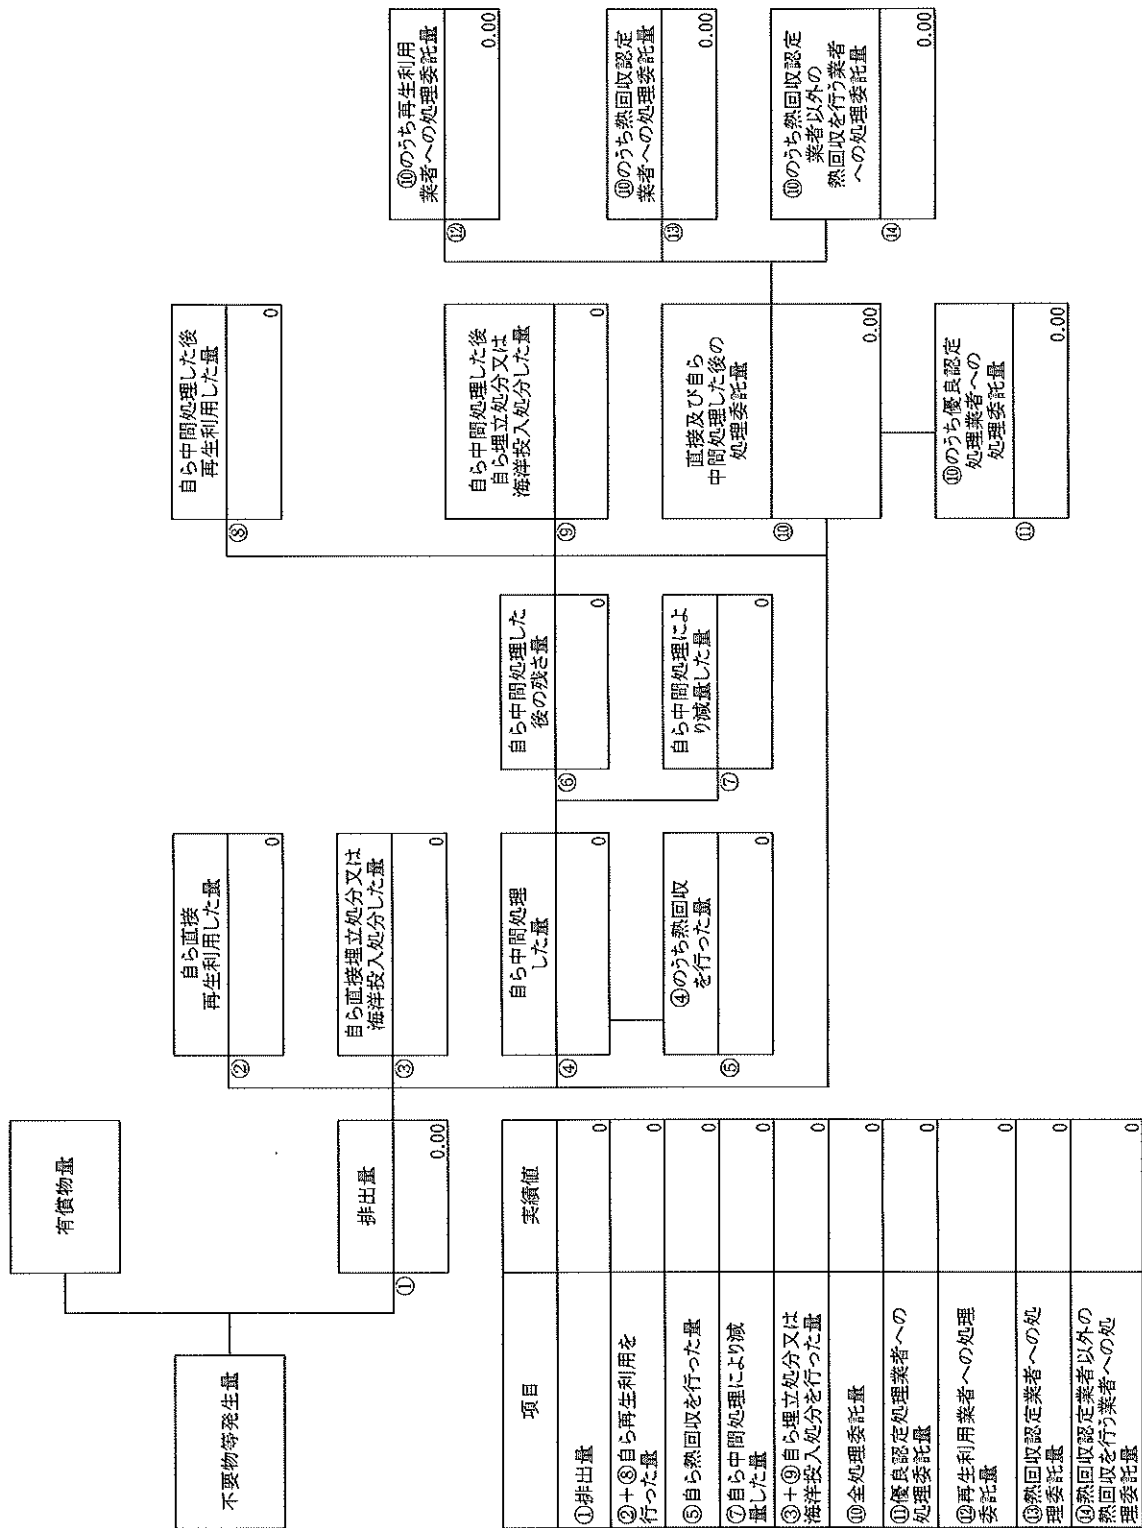 不要物等発生量
有償物量
排出量
①
0.00
自ら直接
再生利用した量
②
0
自ら直接埋立処分又は
海洋投入処分した量
③
0
自ら中間処理
した量
④
0
④のうち熱回収
を行った量
⑤
0
自ら中間処理した
後の残さ量
⑥
0
自ら中間処理によ
り減量した量
⑦
0
自ら中間処理した後
再生利用した量
⑧
0
自ら中間処理した後
自ら埋立処分又は
海洋投入処分した量
⑨
0
直接及び自ら
中間処理した後の
処理委託量
⑩
0.00
⑩のうち優良認定
処理業者への
処理委託量
⑪
0.00
⑩のうち再生利用
業者への処理委託量
⑫
0.00
⑩のうち熱回収認定
業者への処理委託量
⑬
0.00
⑩のうち熱回収認定
業者以外の
熱回収を行う業者
への処理委託量
⑭
0.00
項目 実績値
①排出量 0
②+⑧自ら再生利用を
行った量 0
⑤自ら熱回収を行った量 0
⑦自ら中間処理により減
量した量 0
③+⑨自ら埋立処分又は
海洋投入処分を行った量 0
⑩全処理委託量 0
⑪優良認定処理業者への
処理委託量 0
⑫再生利用業者への処理
委託量 0
⑬熱回収認定業者への処
理委託量 0
⑭熱回収認定業者以外の
熱回収を行う業者への処
理委託量 0